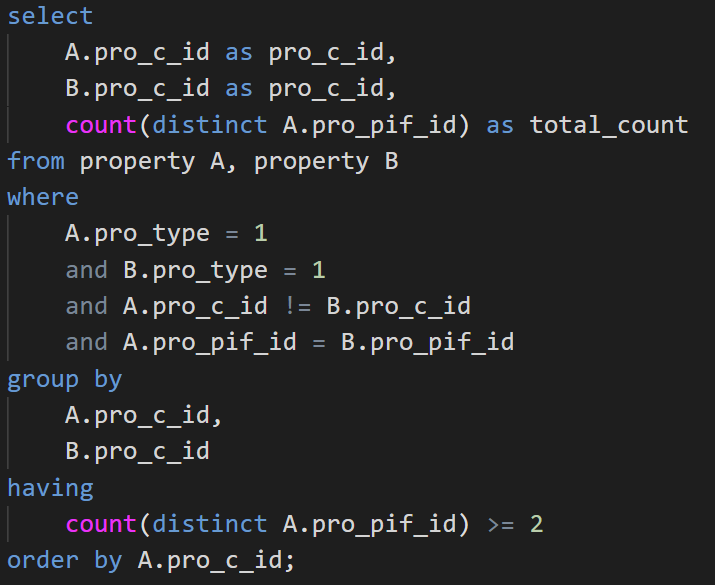 select
    A.pro_c_id as pro_c_id,
    B.pro_c_id as pro_c_id,
    count(distinct A.pro_pif_id) as total_count
from property A, property B
where
    A.pro_type = 1
    and B.pro_type = 1
    and A.pro_c_id != B.pro_c_id
    and A.pro_pif_id = B.pro_pif_id
group by
    A.pro_c_id,
    B.pro_c_id
having
    count(distinct A.pro_pif_id) >= 2
order by A.pro_c_id;